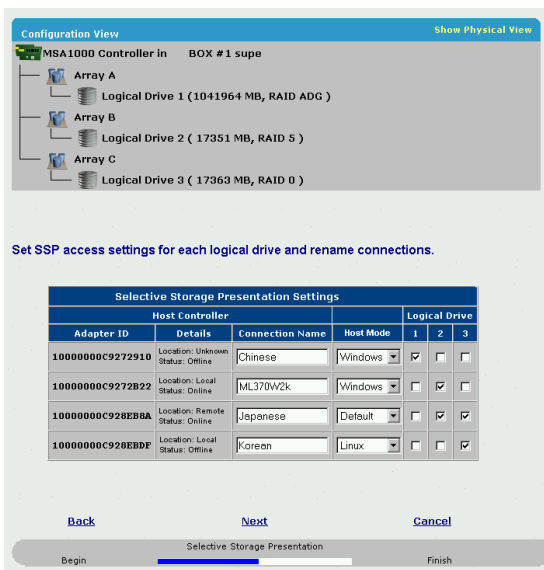 Configuration View
Show Physical View
MSA1000 Controller in BOX #1 supe
Array A
Logical Drive 1 (1041964 MB, RAID ADG )
Array B
Logical Drive 2 ( 17351 MB, RAID 5 )
Array C
Logical Drive 3 ( 17363 MB, RAID 0 )
Set SSP access settings for each logical drive and rename connections.
Selective Storage Presentation Settings
Host Controller Logical Drive
Adapter ID Details Connection Name Host Mode 1 2 3
10000000C9272910 Location: Unknown Status: Offline Chinese Windows
10000000C9272B22 Location: Local Status: Online ML370W2k Windows
10000000C928EB8A Location: Remote Status: Online Japanese Default
10000000C928EBDF Location: Local Status: Offline Korean Linux
Back Next Cancel
Selective Storage Presentation
Begin Finish